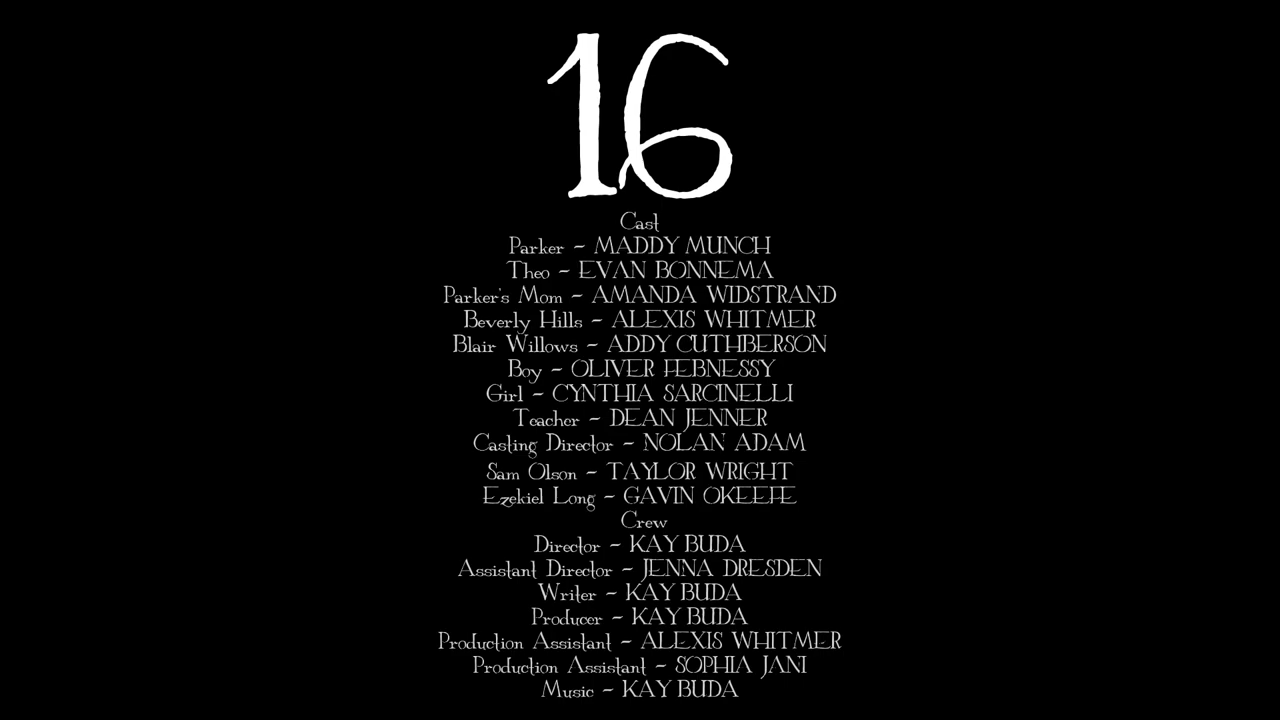 16
Cast
Parker - MADDY MUNCH
Theo - EVAN BONNEMA
Parker's Mom - AMANDA WIDSTRAND
Beverly Hills - ALEXIS WHITMER
Blair Willows - ADDY CUTHBERSON
Boy - OLIVER FEBNESSY
Girl - CYNTHIA SARCINELLI
Teacher - DEAN JENNER
Casting Director - NOLAN ADAM
Sam Olson - TAYLOR WRIGHT
Ezekiel Long - GAVIN OKEEFE
Crew
Director - KAY BUDA
Assistant Director - JENNA DRESDEN
Writer - KAY BUDA
Producer - KAY BUDA
Production Assistant - ALEXIS WHITMER
Production Assistant - SOPHIA JANI
Music - KAY BUDA